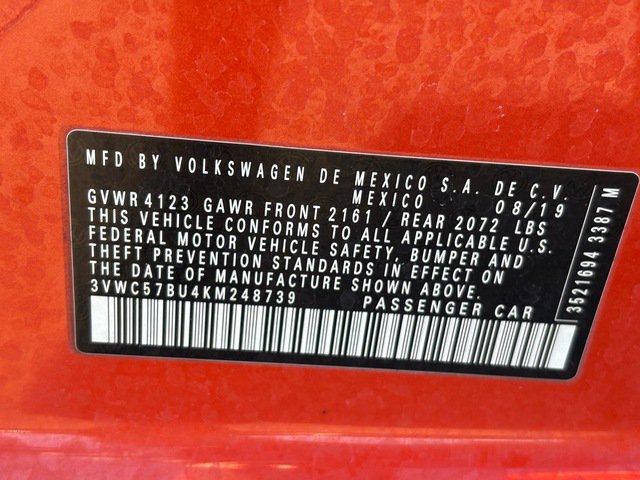 MFD BY VOLKSWAGEN DE MEXICO S.A. DE C.V.
MEXICO 08/19
GVWR 4123 GAWR FRONT 2161 / REAR 2072 LBS
THIS VEHICLE CONFORMS TO ALL APPLICABLE U.S.
FEDERAL MOTOR VEHICLE SAFETY, BUMPER AND
THEFT PREVENTION STANDARDS IN EFFECT ON
THE DATE OF MANUFACTURE SHOWN ABOVE.
3VWC57BU4KM248739 PASSENGER CAR
3521694 3387 M